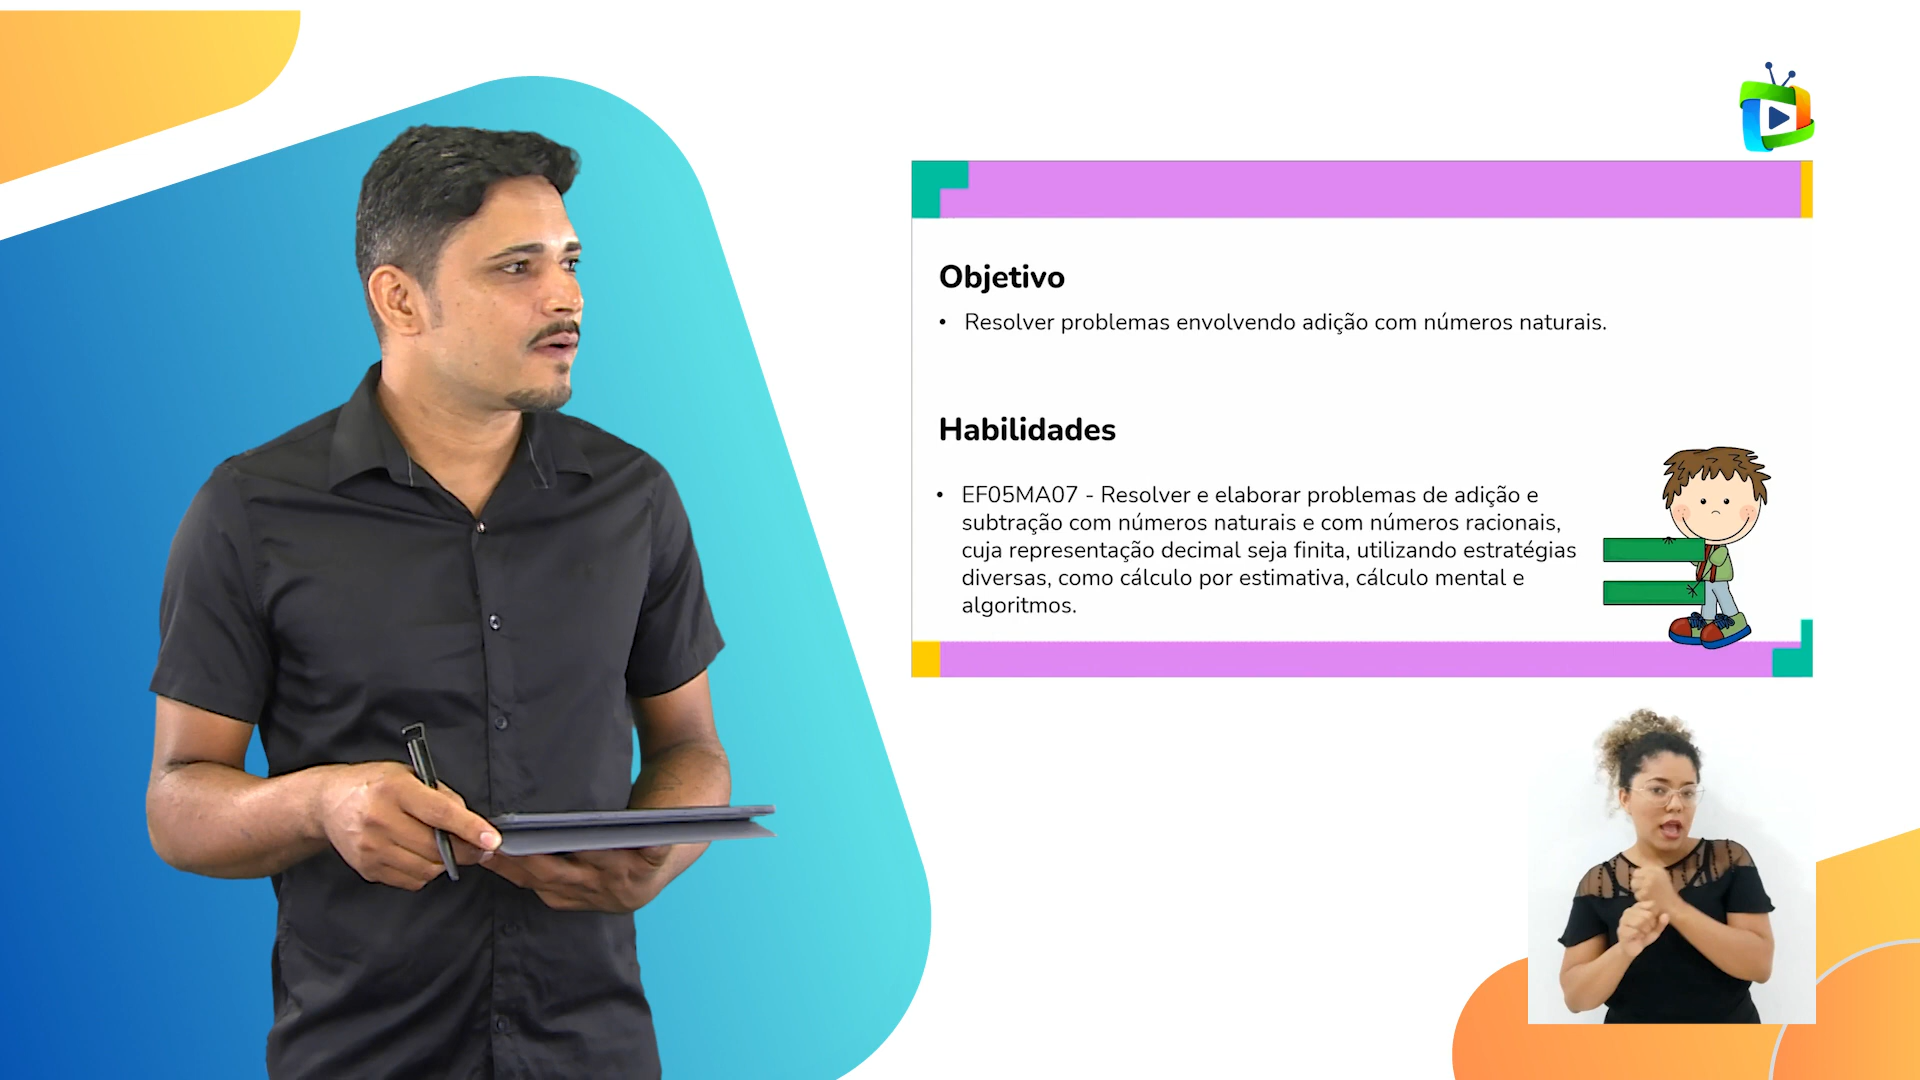 Objetivo
• Resolver problemas envolvendo adição com números naturais.
Habilidades
• EF05MA07 - Resolver e elaborar problemas de adição e
subtração com números naturais e com números racionais,
cuja representação decimal seja finita, utilizando estratégias
diversas, como cálculo por estimativa, cálculo mental e
algoritmos.